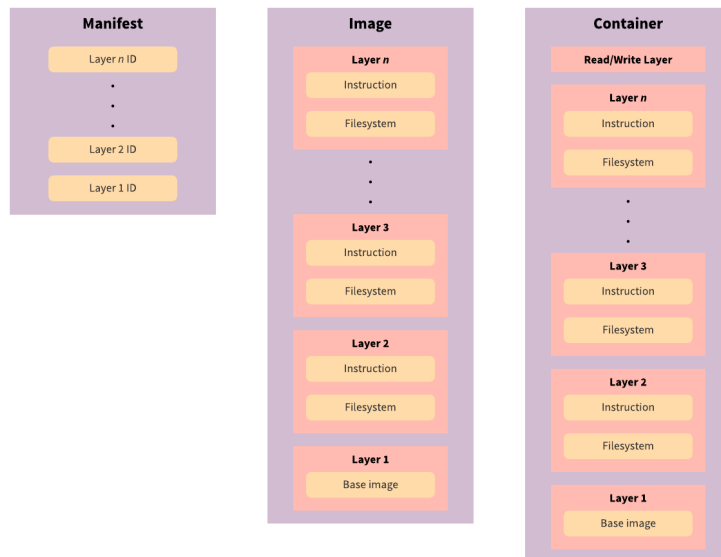 Manifest
Layer n ID
Layer 2 ID
Layer 1 ID
Image
Layer n
Instruction
Filesystem
Layer 3
Instruction
Filesystem
Layer 2
Instruction
Filesystem
Layer 1
Base image
Container
Read/Write Layer
Layer n
Instruction
Filesystem
Layer 3
Instruction
Filesystem
Layer 2
Instruction
Filesystem
Layer 1
Base image